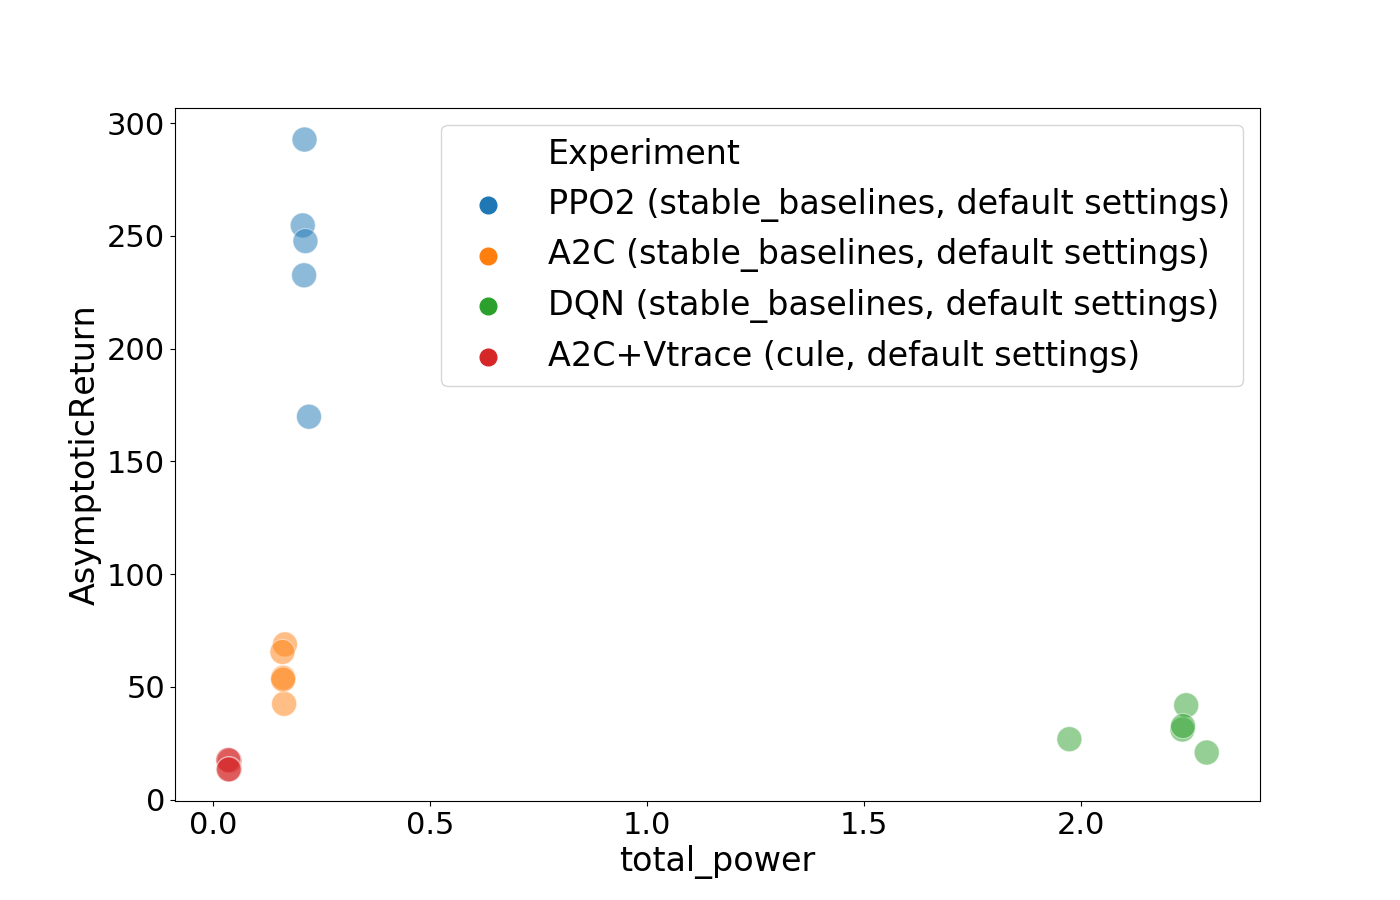 300
250
200
150
100
50
0
AsymptoticReturn
Experiment
PPO2 (stable_baselines, default settings)
A2C (stable_baselines, default settings)
DQN (stable_baselines, default settings)
A2C+Vtrace (cule, default settings)
0.0 0.5 1.0 1.5 2.0
total_power